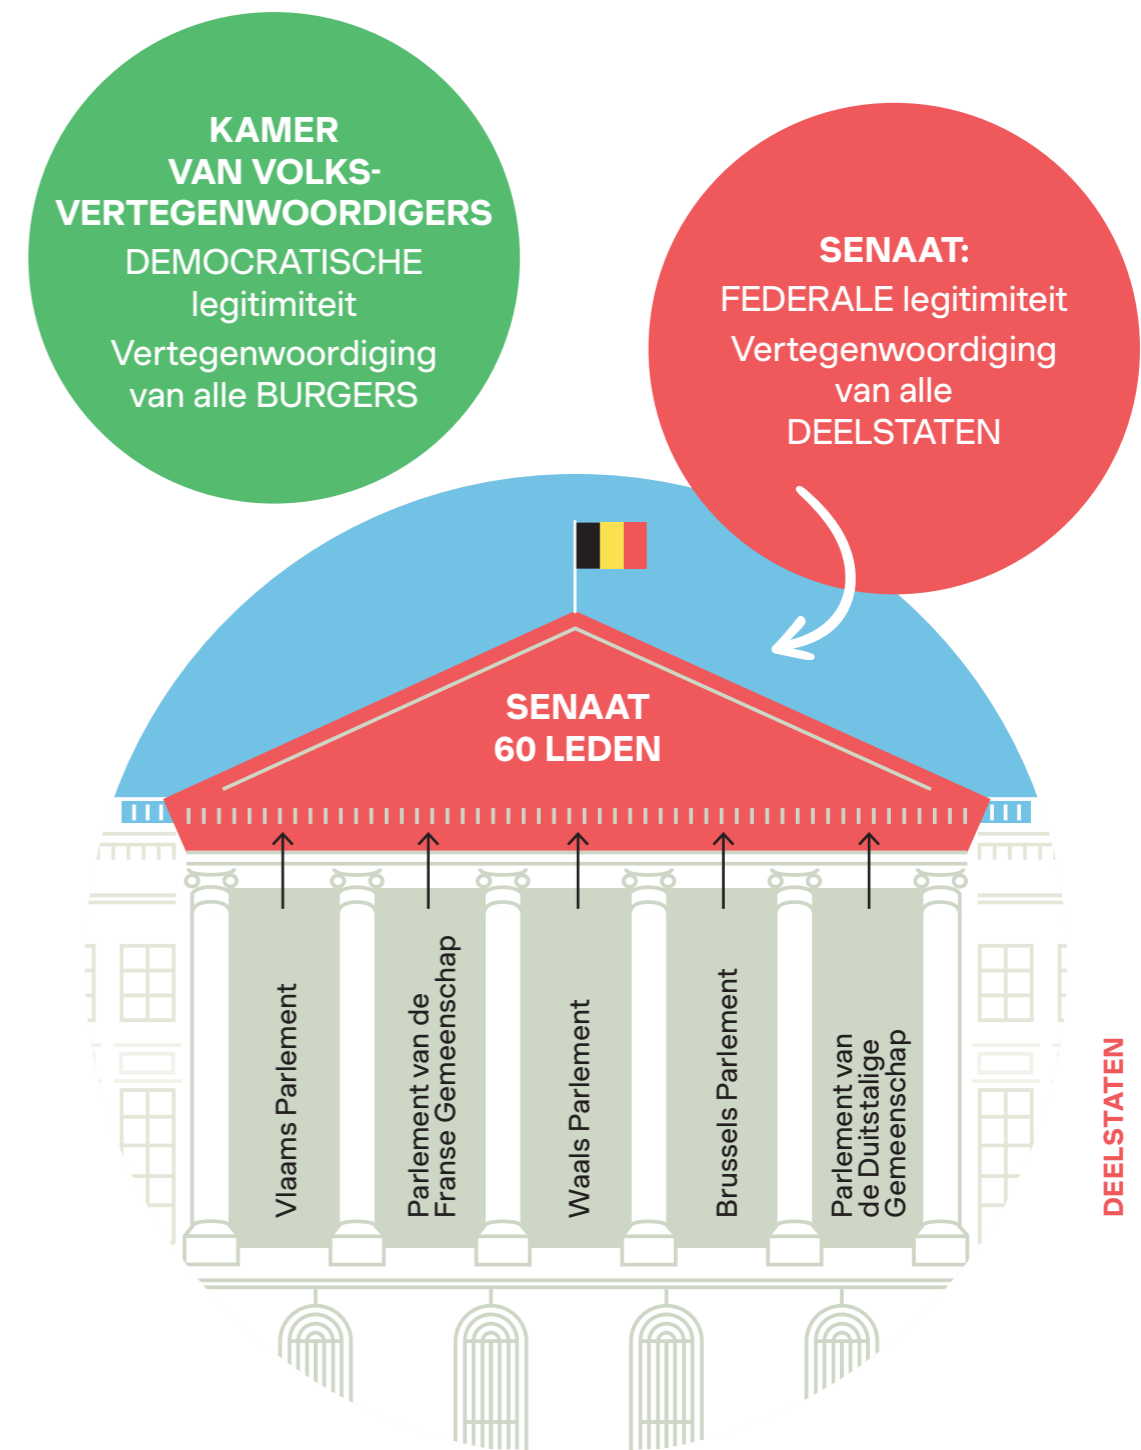 KAMER
VAN VOLKS-
VERTEGENWOORDIGERS
DEMOCRATISCHE
legitimiteit
Vertegenwoordiging
van alle BURGERS
SENAAT:
FEDERALE legitimiteit
Vertegenwoordiging
van alle
DEELSTATEN
SENAAT
60 LEDEN
Vlaams Parlement
Parlement van de
Franse Gemeenschap
Waals Parlement
Brussels Parlement
Parlement van
de Duitstalige
Gemeenschap
DEELSTATEN